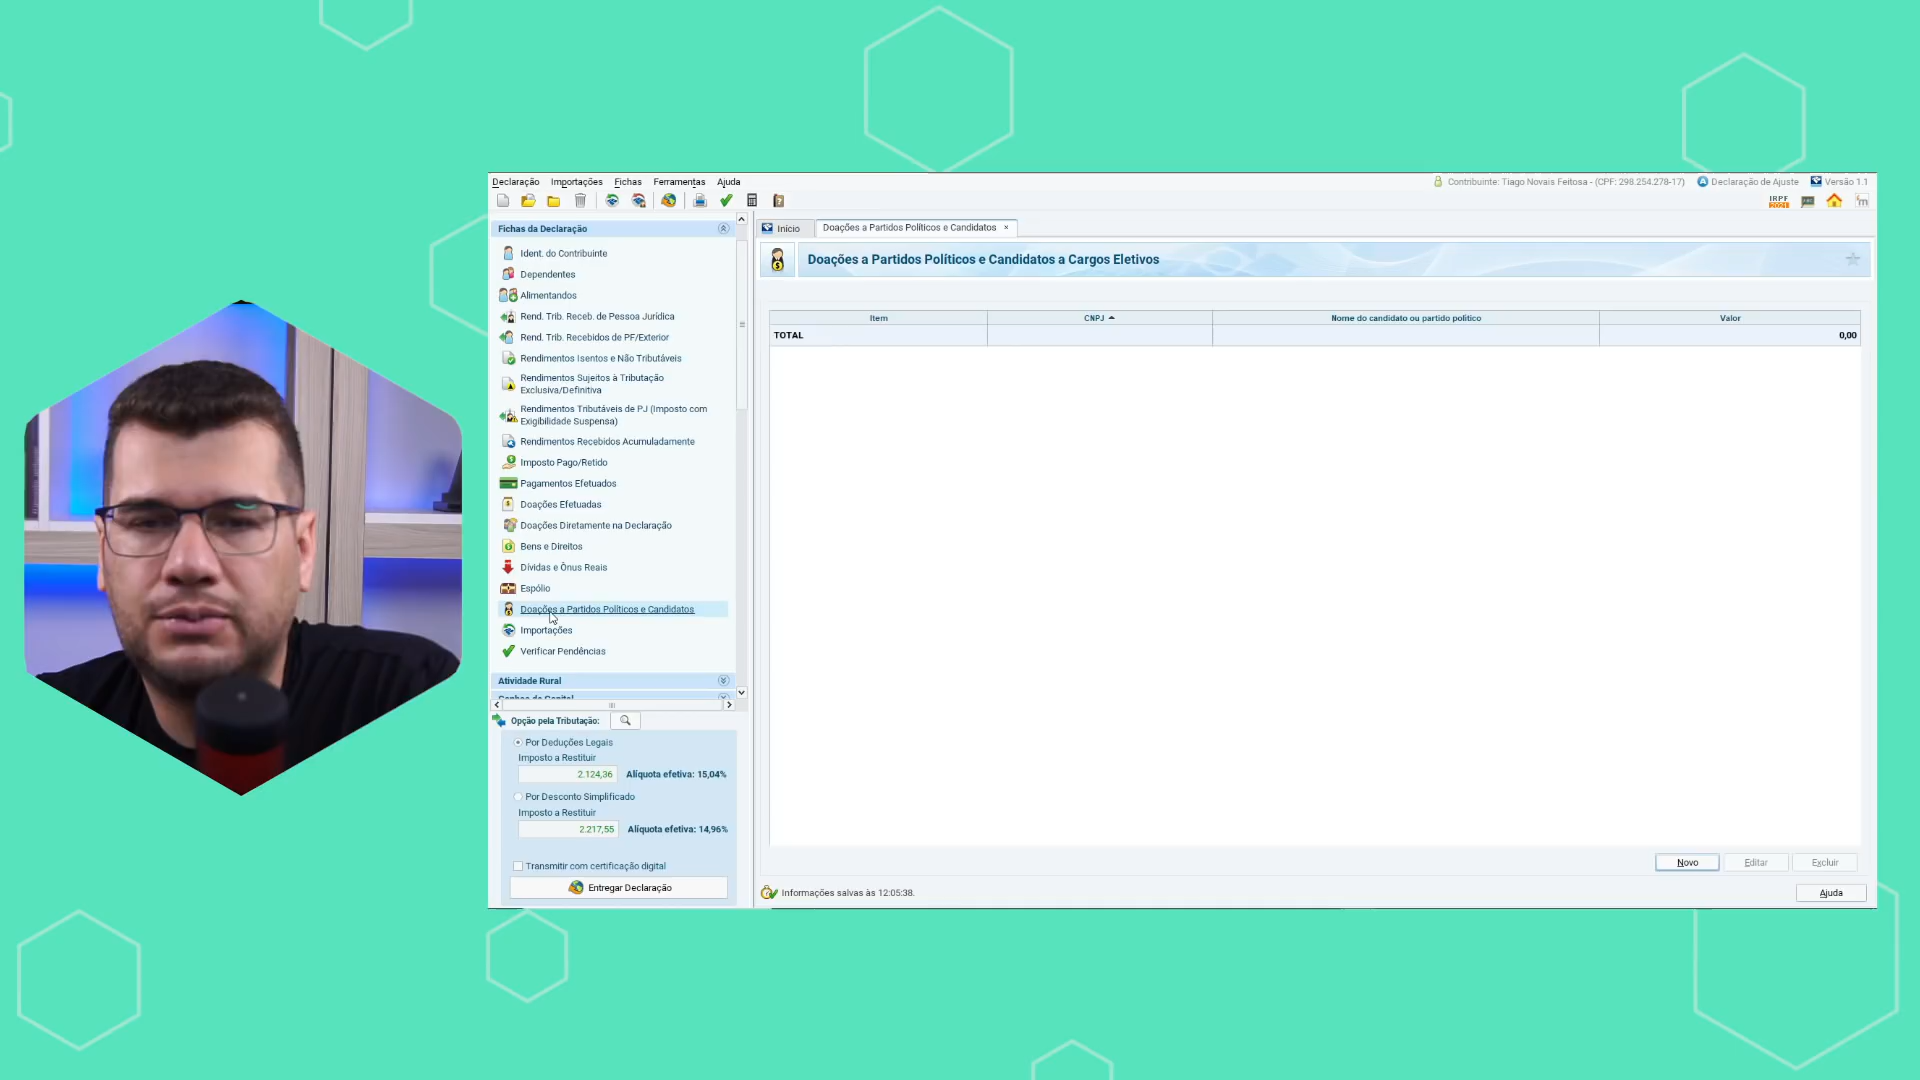 Declaração Importações Fichas Ferramentas Ajuda
Contribuinte: Tiago Novais Feitosa - (CPF: 298.254.278-17) Declaração de Ajuste Versão 1.1
IRPF
2021
Fichas da Declaração
Ident. do Contribuinte
Dependentes
Alimentandos
Rend. Trib. Receb. de Pessoa Jurídica
Rend. Trib. Recebidos de PF/Exterior
Rendimentos Isentos e Não Tributáveis
Rendimentos Sujeitos à Tributação
Exclusiva/Definitiva
Rendimentos Tributáveis de PJ (Imposto com
Exigibilidade Suspensa)
Rendimentos Recebidos Acumuladamente
Imposto Pago/Retido
Pagamentos Efetuados
Doações Efetuadas
Doações Diretamente na Declaração
Bens e Direitos
Dívidas e Ônus Reais
Espólio
Doações a Partidos Políticos e Candidatos
Importações
Verificar Pendências
Atividade Rural
Ganhos de Capital
Opção pela Tributação:
Por Deduções Legais
Imposto a Restituir
2.124,36 Alíquota efetiva: 15,04%
Por Desconto Simplificado
Imposto a Restituir
2.217,55 Alíquota efetiva: 14,96%
Transmitir com certificação digital
Entregar Declaração
Início Doações a Partidos Políticos e Candidatos ×
Doações a Partidos Políticos e Candidatos a Cargos Eletivos
Item CNPJ Nome do candidato ou partido político Valor
TOTAL 0,00
Novo Editar Excluir
Informações salvas às 12:05:38.
Ajuda